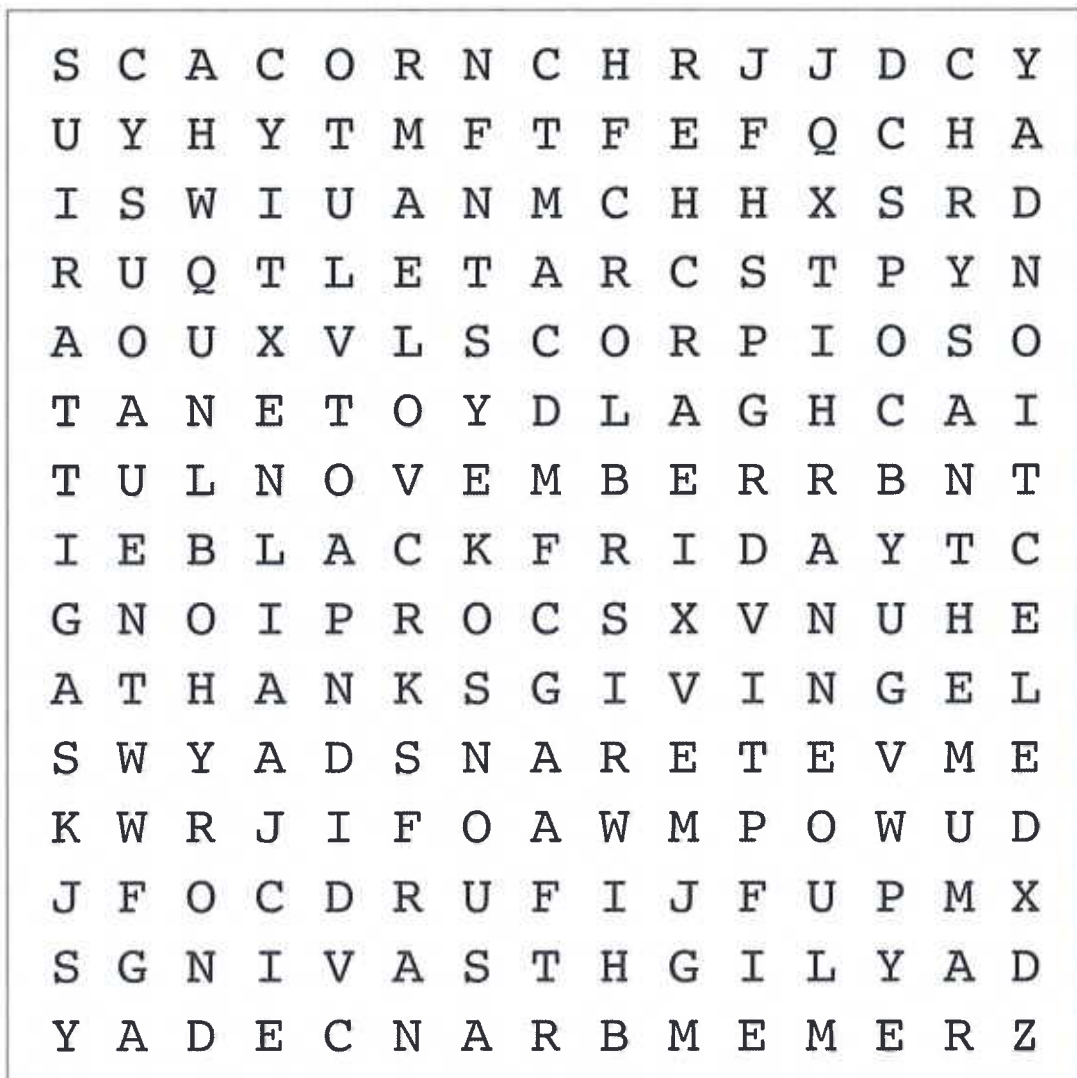 S C A C O R N C H R J J D C Y
U Y H Y T M F T F E F Q C H A
I S W I U A N M C H H X S R D
R U Q T L E T A R C S T P Y N
A O U X V L S C O R P I O S O
T A N E T O Y D L A G H C A I
T U L N O V E M B E R R B N T
I E B L A C K F R I D A Y T C
G N O I P R O C S X V N U H E
A T H A N K S G I V I N G E L
S W Y A D S N A R E T E V M E
K W R J I F O A W M P O W U D
J F O C D R U F I J F U P M X
S G N I V A S T H G I L Y A D
Y A D E C N A R B M E M E R Z